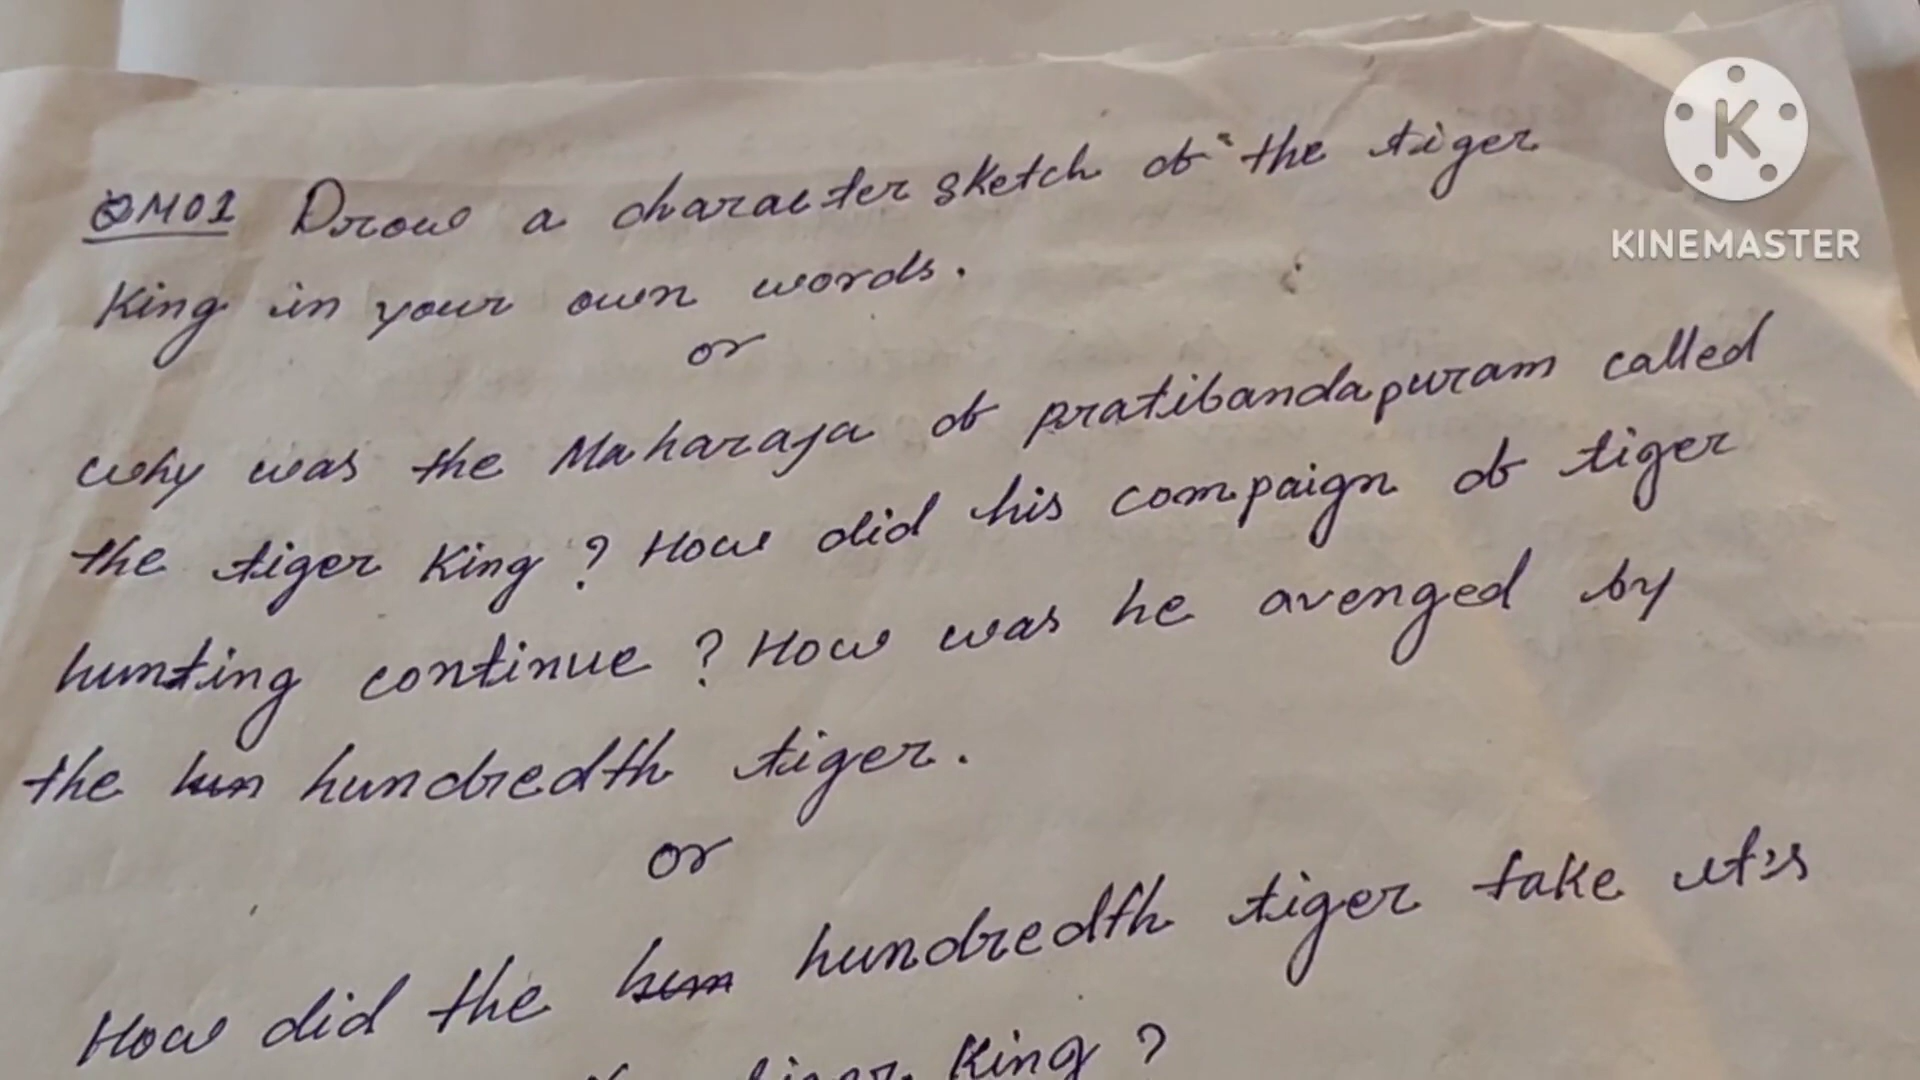 QM01 Draw a character sketch of the tiger
King in your own words.
or
Why was the Maharaja of pratibandapuram called
the tiger King ? How did his compaign of tiger
hunting continue ? How was he avenged by
the hun hundredth tiger.
or
How did the hun hundredth tiger take it's
King ?
K
KINEMASTER